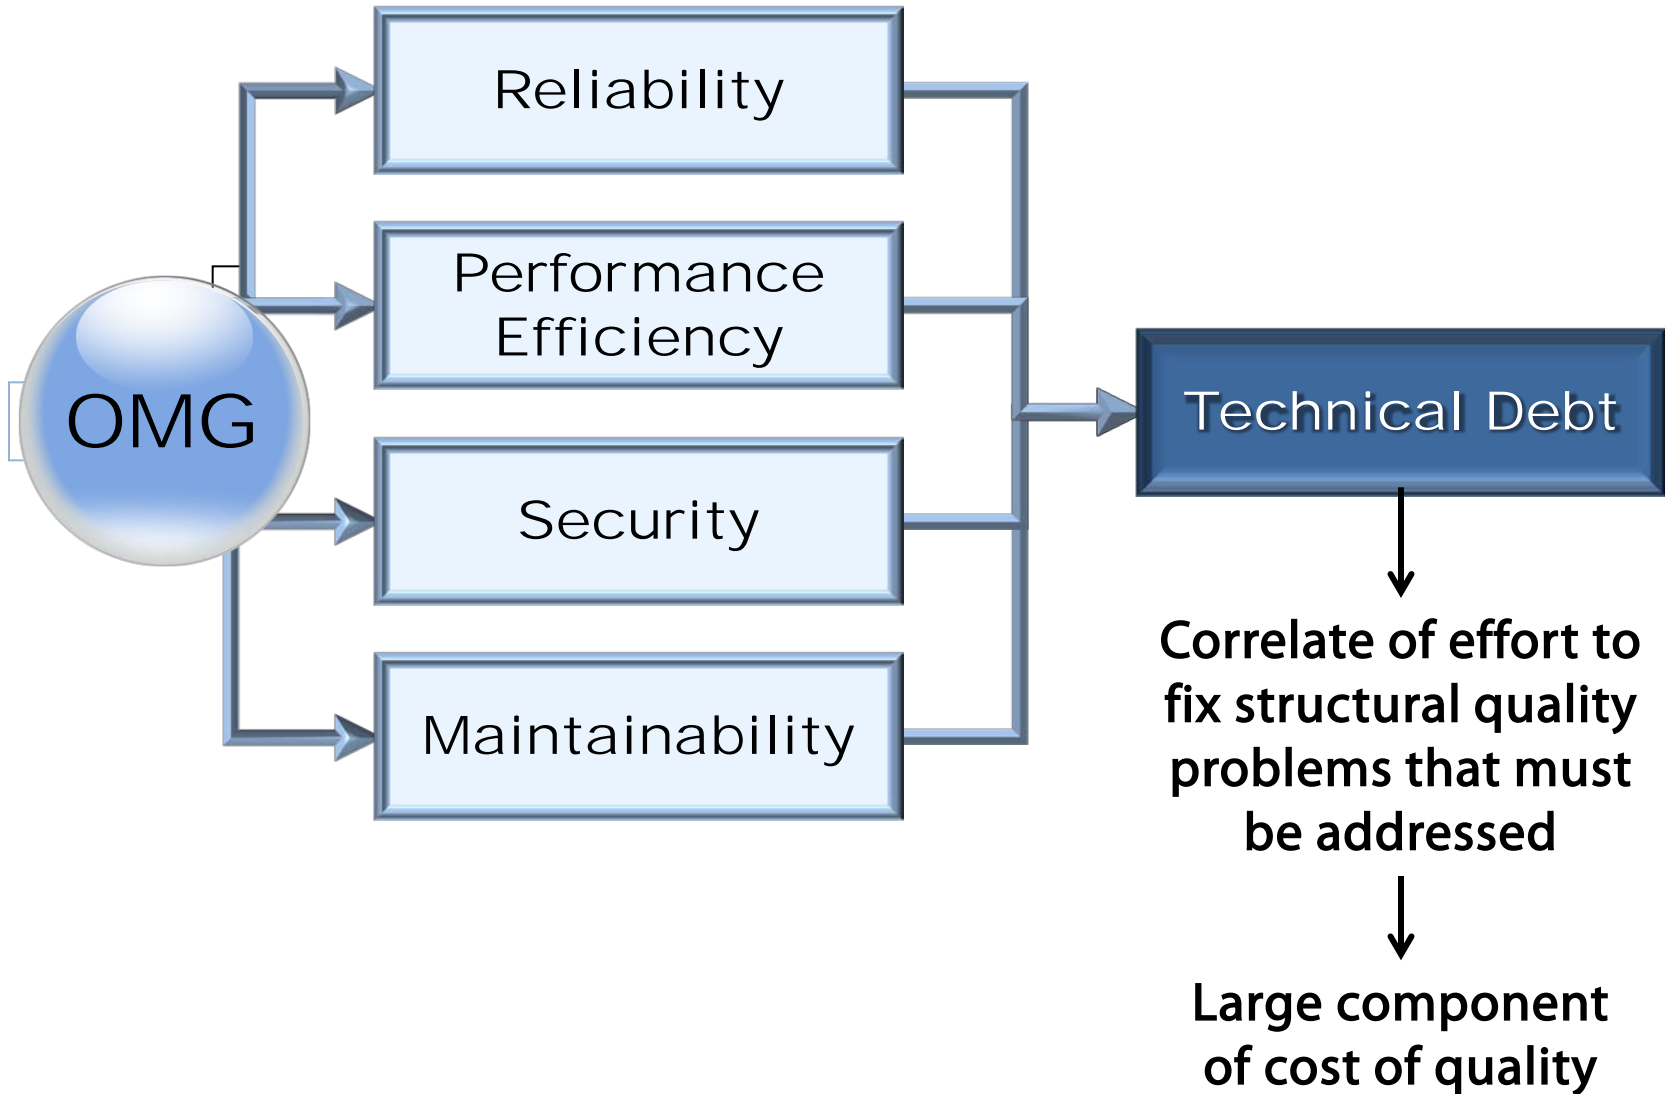 OMG
Reliability
Performance
Efficiency
Security
Maintainability
Technical Debt
Correlate of effort to
fix structural quality
problems that must
be addressed
Large component
of cost of quality